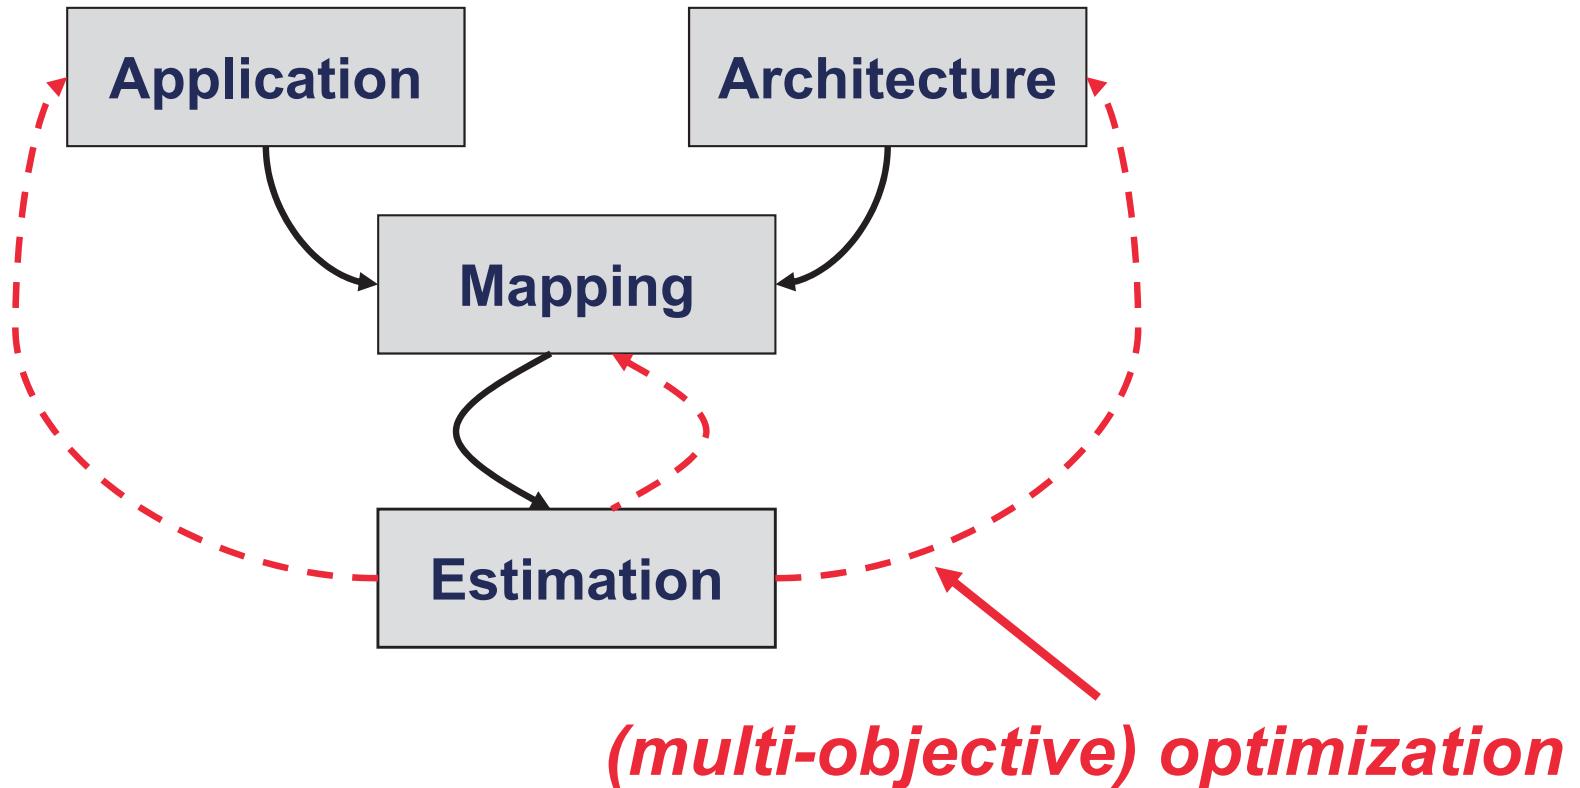 Application
Architecture
Mapping
Estimation
(multi-objective) optimization